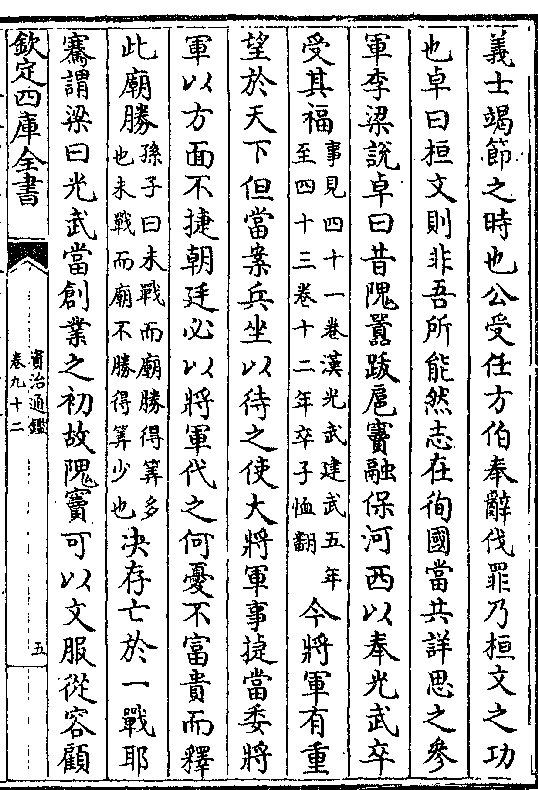 義士竭節之時也公受任方伯奉辭伐罪乃桓文之功
也卓曰桓文則非吾所能然志在徇國當共詳思之參
軍李梁説卓曰昔隗囂跋扈竇融保河西以奉光武卒
受其福事見四十一卷漢光武建武五年至四十三卷十二年卒子恤翻今將軍有重
望於天下但當案兵坐以待之使大將軍事捷當委將
軍以方面不捷朝廷必以將軍代之何憂不富貴而釋
此廟勝孫子曰未戰而廟勝得筭多也未戰而廟不勝得筭少也决存亡於一戰耶
騫謂梁曰光武當創業之初故隗竇可以文服從容顧
欽定四庫全書
資治通鑑
卷九十二
五